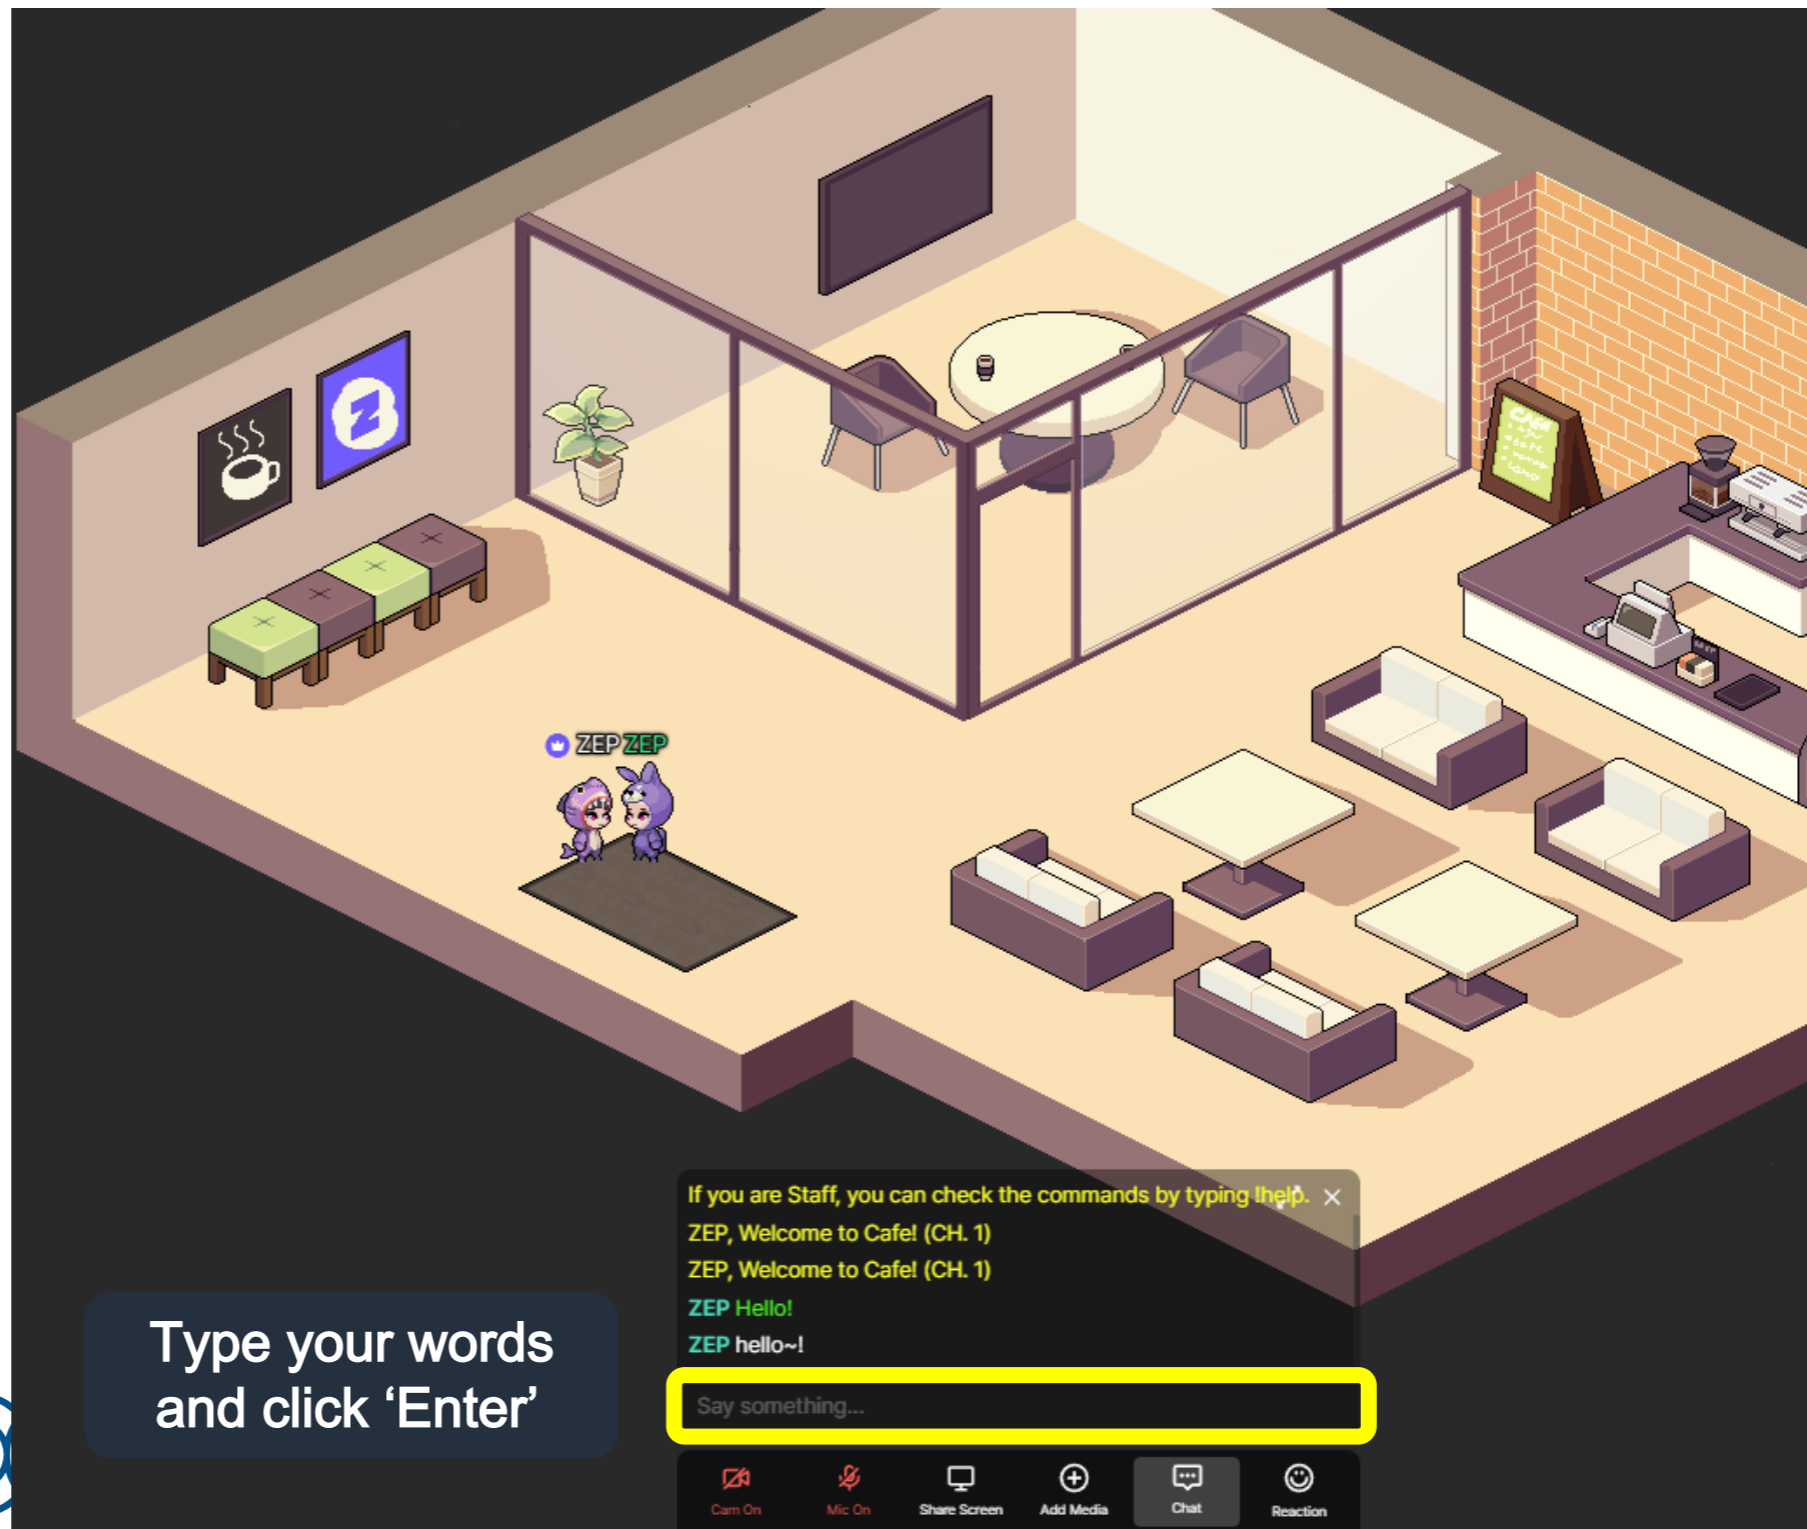 Z
CAFE
ZEP ZEP
If you are Staff, you can check the commands by typing !help.
ZEP, Welcome to Cafe! (CH. 1)
ZEP, Welcome to Cafe! (CH. 1)
ZEP Hello!
ZEP hello~!
Type your words
and click ‘Enter’
Say something...
Cam On
Mic On
Share Screen
Add Media
Chat
Reaction